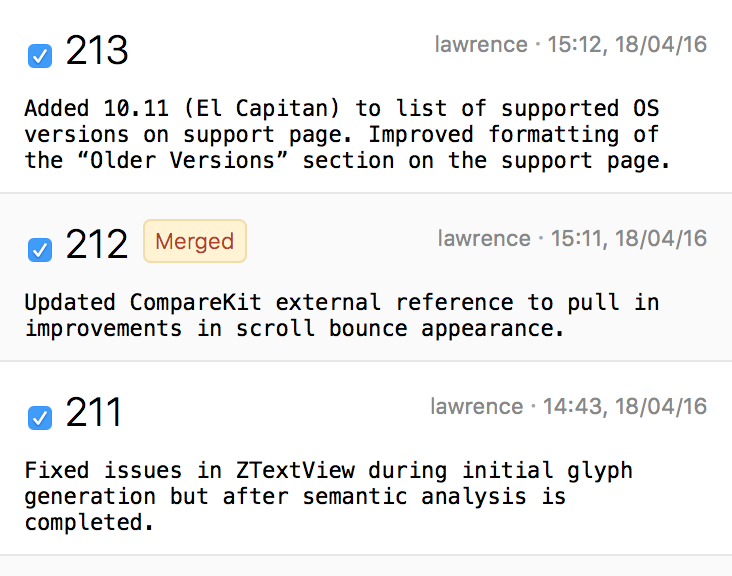 213
lawrence · 15:12, 18/04/16
Added 10.11 (El Capitan) to list of supported OS
versions on support page. Improved formatting of
the “Older Versions” section on the support page.
212 Merged
lawrence · 15:11, 18/04/16
Updated CompareKit external reference to pull in
improvements in scroll bounce appearance.
211
lawrence · 14:43, 18/04/16
Fixed issues in ZTextView during initial glyph
generation but after semantic analysis is
completed.